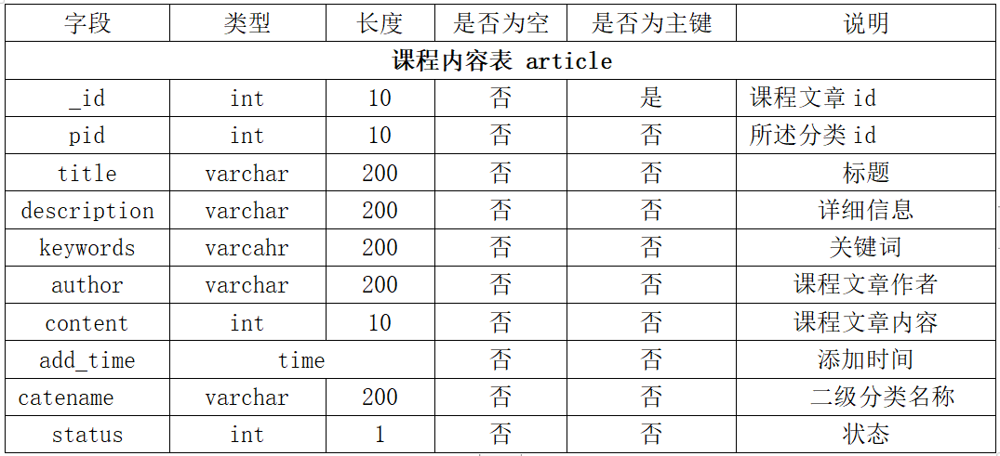 字段 类型 长度 是否为空 是否为主键 说明
课程内容表 article
_id int 10 否 是 课程文章id
pid int 10 否 否 所述分类id
title varchar 200 否 否 标题
description varchar 200 否 否 详细信息
keywords varcahr 200 否 否 关键词
author varchar 200 否 否 课程文章作者
content int 10 否 否 课程文章内容
add_time time 否 否 添加时间
catename varchar 200 否 否 二级分类名称
status int 1 否 否 状态